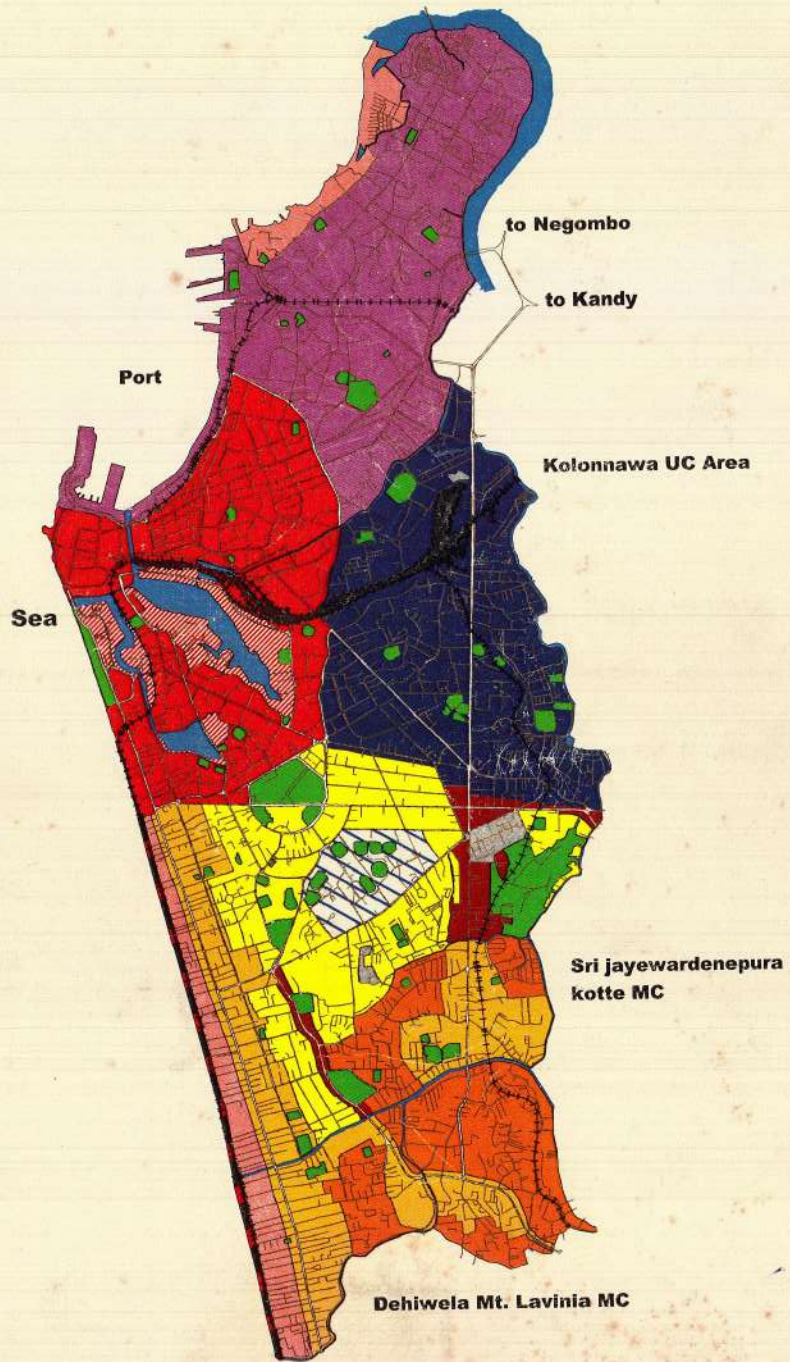 to Negombo
to Kandy
Port
Kolonnawa UC Area
Sea
Sri jayewardenepura
kotte MC
Dehiwela Mt. Lavinia MC